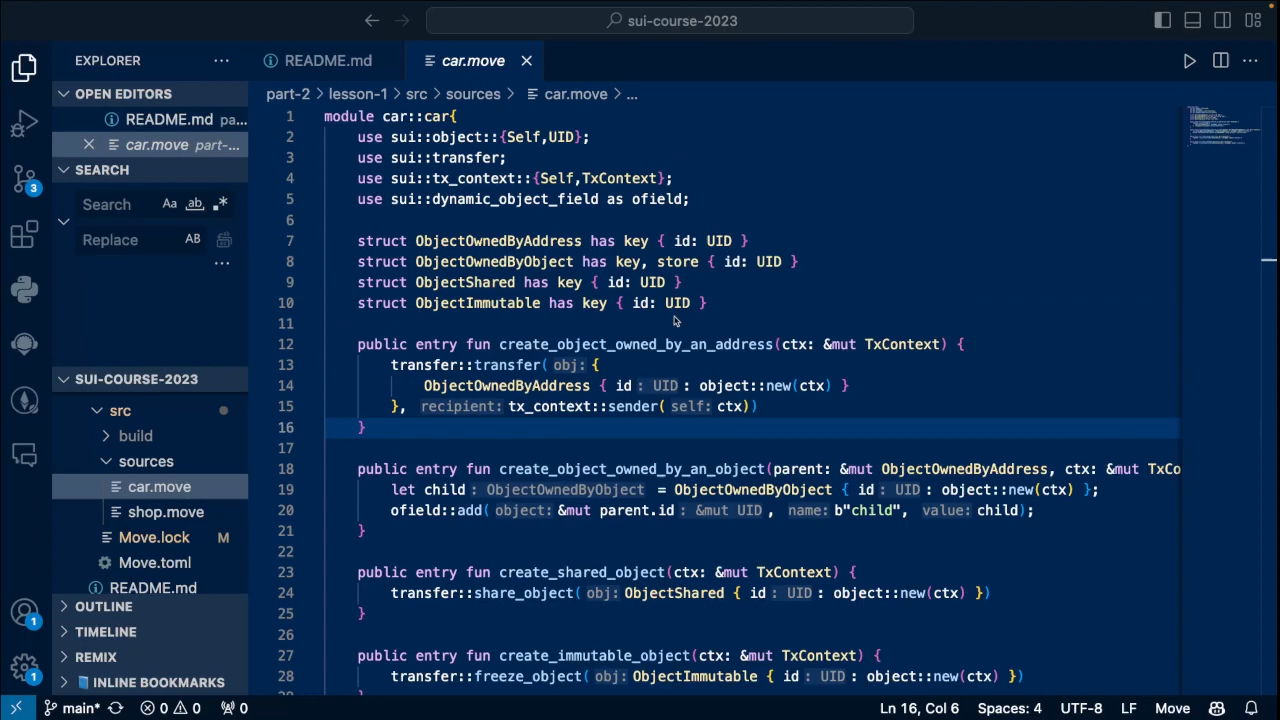 sui-course-2023
EXPLORER
README.md
car.move
OPEN EDITORS
README.md pa...
car.move part-...
SEARCH
Search
Aa ab
Replace
AB
SUI-COURSE-2023
src
build
sources
car.move
shop.move
Move.lock M
Move.toml
README.md
OUTLINE
TIMELINE
REMIX
INLINE BOOKMARKS
3
1
1
part-2 > lesson-1 > src > sources > car.move > ...
1 module car::car{
2 use sui::object::{Self,UID};
3 use sui::transfer;
4 use sui::tx_context::{Self,TxContext};
5 use sui::dynamic_object_field as ofield;
6
7 struct ObjectOwnedByAddress has key { id: UID }
8 struct ObjectOwnedByObject has key, store { id: UID }
9 struct ObjectShared has key { id: UID }
10 struct ObjectImmutable has key { id: UID }
11
12 public entry fun create_object_owned_by_an_address(ctx: &mut TxContext) {
13 transfer::transfer( obj: {
14 ObjectOwnedByAddress { id : UID : object::new(ctx) }
15 }, recipient: tx_context::sender( self: ctx))
16 }
17
18 public entry fun create_object_owned_by_an_object(parent: &mut ObjectOwnedByAddress, ctx: &mut TxCo
19 let child : ObjectOwnedByObject = ObjectOwnedByObject { id : UID : object::new(ctx) };
20 ofield::add( object: &mut parent.id : &mut UID , name: b"child", value: child);
21 }
22
23 public entry fun create_shared_object(ctx: &mut TxContext) {
24 transfer::share_object( obj: ObjectShared { id : UID : object::new(ctx) })
25 }
26
27 public entry fun create_immutable_object(ctx: &mut TxContext) {
28 transfer::freeze_object( obj: ObjectImmutable { id : UID : object::new(ctx) })
main* 0 0 0
Ln 16, Col 6 Spaces: 4 UTF-8 LF Move